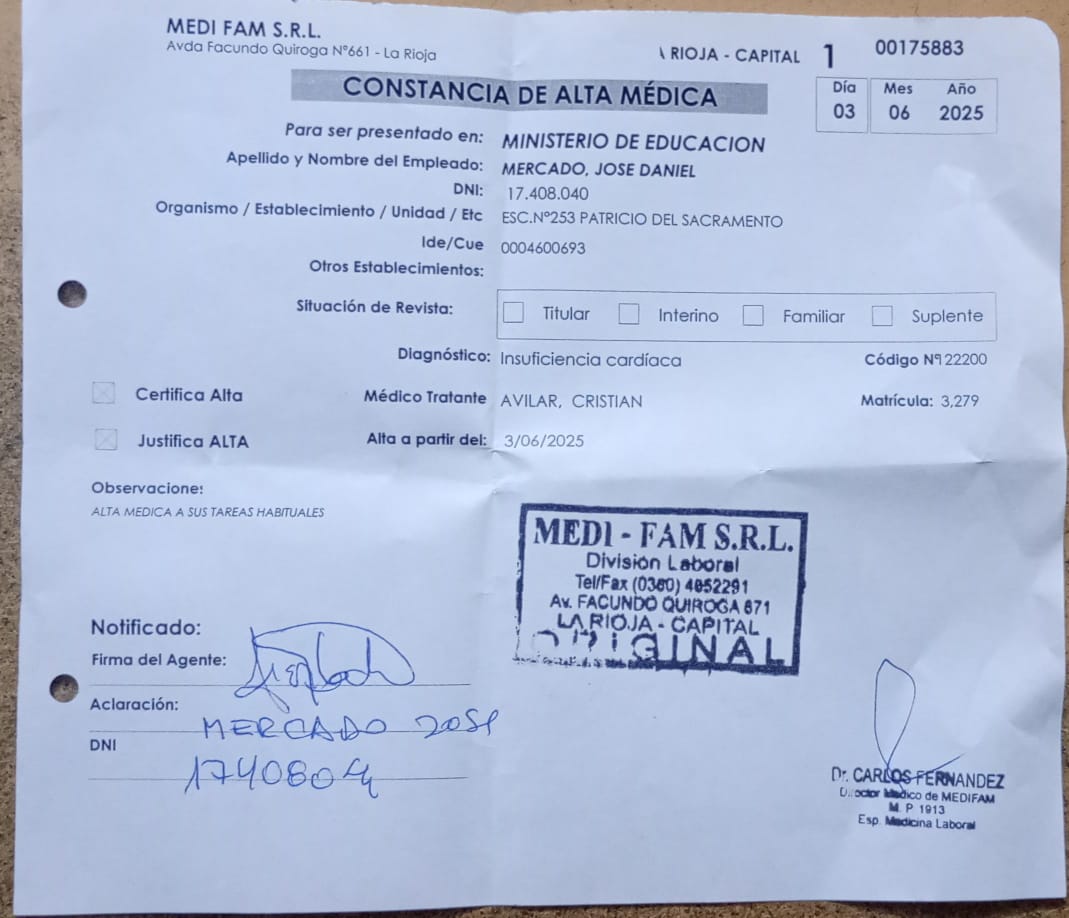 MEDI FAM S.R.L.
Avda Facundo Quiroga Nº661 - La Rioja
RIOJA - CAPITAL 1 00175883
CONSTANCIA DE ALTA MÉDICA
Día Mes Año
03 06 2025
Para ser presentado en: MINISTERIO DE EDUCACION
Apellido y Nombre del Empleado: MERCADO, JOSE DANIEL
DNI: 17.408.040
Organismo / Establecimiento / Unidad / Etc ESC.Nº253 PATRICIO DEL SACRAMENTO
Ide/Cue 0004600693
Otros Establecimientos:
Situación de Revista: Titular Interino Familiar Suplente
Diagnóstico: Insuficiencia cardíaca Código Nº 22200
Certifica Alta Médico Tratante AVILAR, CRISTIAN Matrícula: 3,279
Justifica ALTA Alta a partir del: 3/06/2025
Observacione:
ALTA MEDICA A SUS TAREAS HABITUALES
MEDI - FAM S.R.L.
División Laboral
Tel/Fax (0380) 4052291
Av. FACUNDO QUIROGA 671
LA RIOJA - CAPITAL
ORIGINAL
Notificado:
Firma del Agente:
Aclaración: MERCADO JOSE
DNI 1740804
Dr. CARLOS FERNANDEZ
Director Médico de MEDIFAM
M. P 1913
Esp. Medicina Laboral